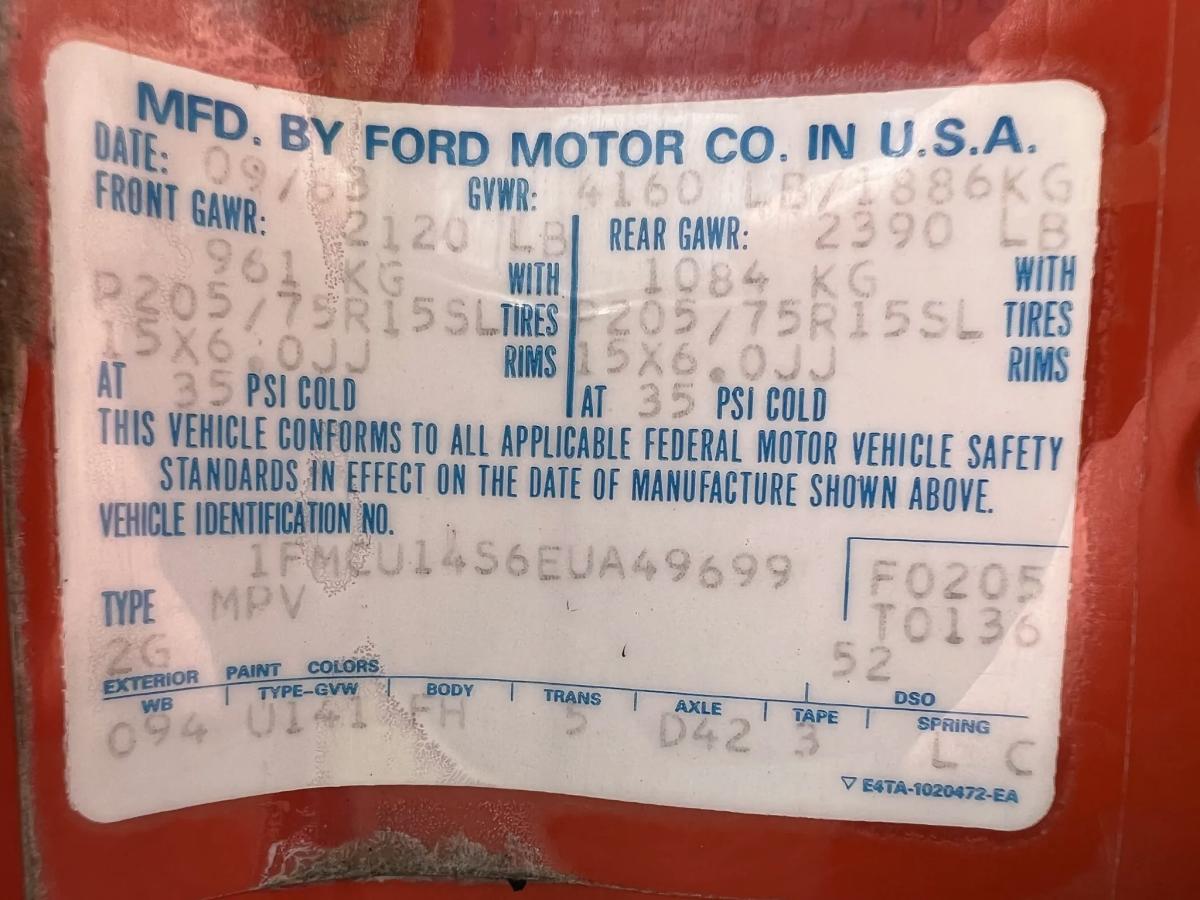 MFD. BY FORD MOTOR CO. IN U.S.A.
DATE: 09/83 GVWR: 4160 LB/1886KG
FRONT GAWR: 2120 LB REAR GAWR: 2390 LB
961 KG WITH 1084 KG WITH
P205/75R15SL TIRES P205/75R15SL TIRES
15X6.0JJ RIMS 15X6.0JJ RIMS
AT 35 PSI COLD AT 35 PSI COLD
THIS VEHICLE CONFORMS TO ALL APPLICABLE FEDERAL MOTOR VEHICLE SAFETY
STANDARDS IN EFFECT ON THE DATE OF MANUFACTURE SHOWN ABOVE.
VEHICLE IDENTIFICATION NO.
1FMCU14S6EUA49699
F0205
TYPE MPV T0136
2G 52
EXTERIOR PAINT COLORS DSO
WB TYPE-GVW BODY TRANS AXLE TAPE SPRING
094 U141 FH 5 D42 3 L C
E4TA-1020472-EA